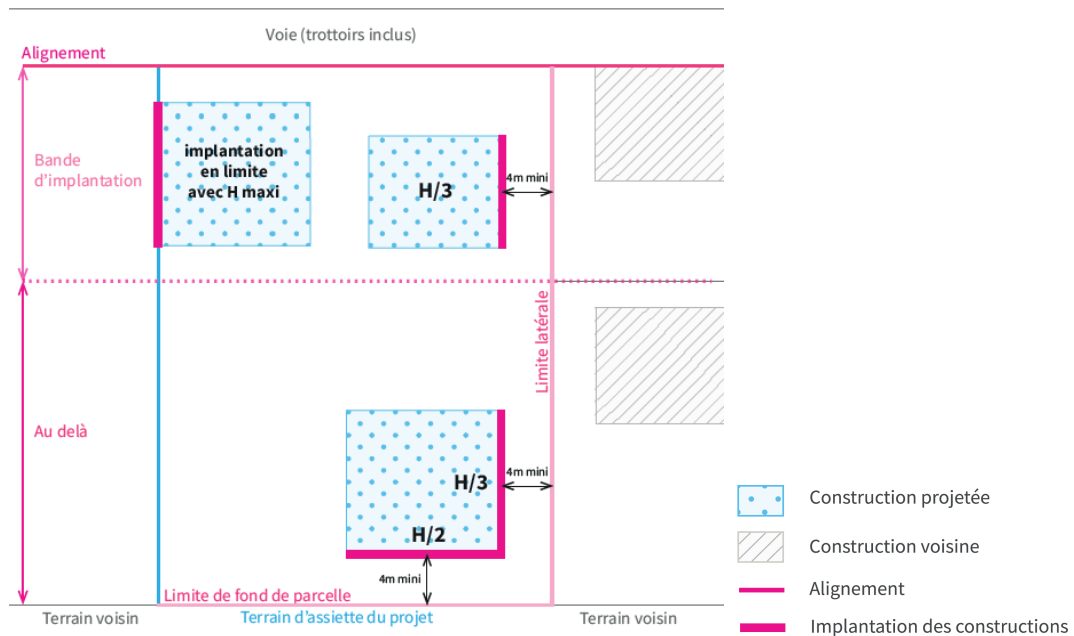 Voie (trottoirs inclus)
Alignement
Bande
d'implantation
implantation
en limite
avec H maxi
H/3
4m mini
Limite latérale
Au delà
H/3
4m mini
H/2
4m mini
Limite de fond de parcelle
Terrain voisin
Terrain d'assiette du projet
Terrain voisin
Construction projetée
Construction voisine
Alignement
Implantation des constructions